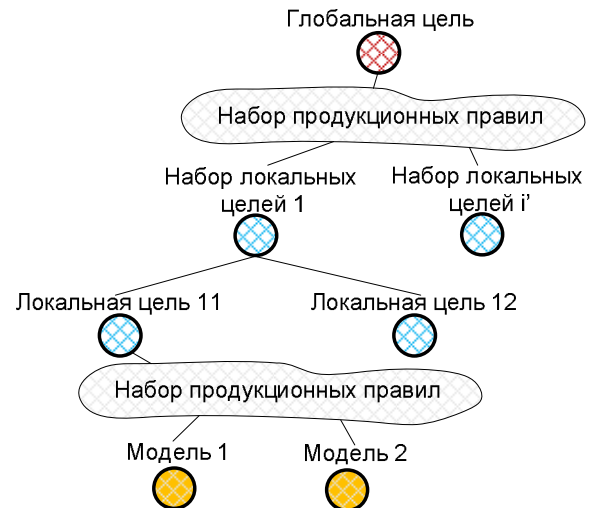 Глобальная цель
Набор продукционных правил
Набор локальных
целей 1
Набор локальных
целей i’
Локальная цель 11
Локальная цель 12
Набор продукционных правил
Модель 1
Модель 2